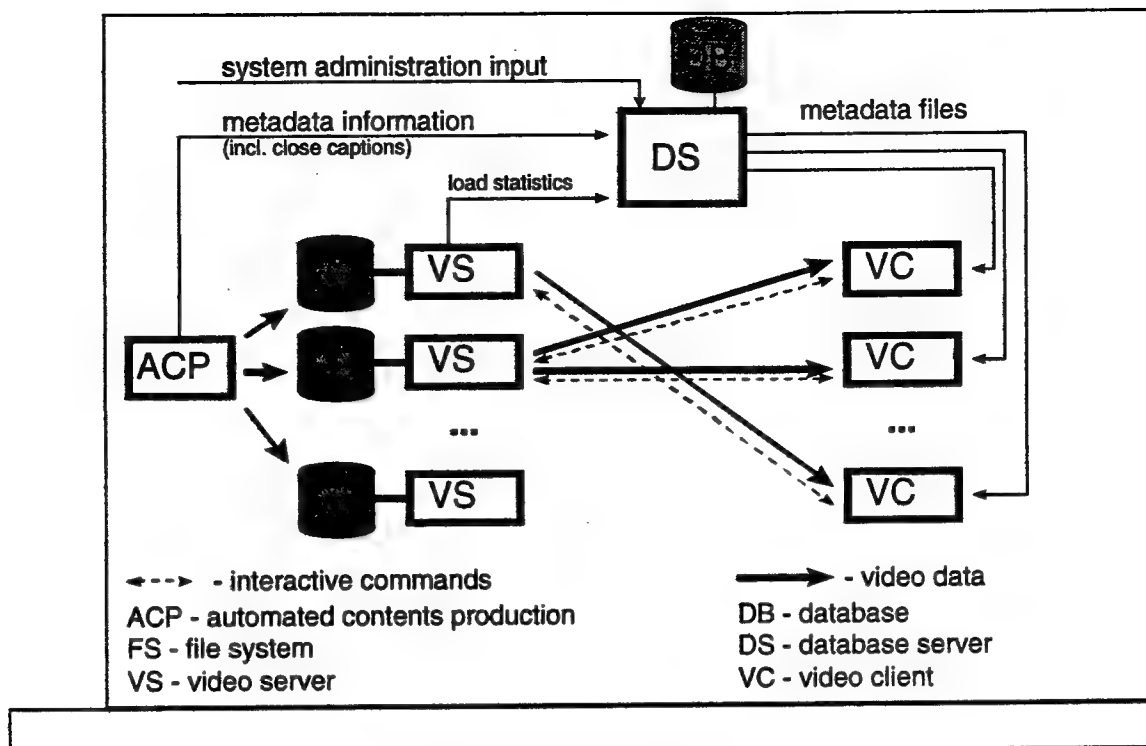 system administration input
metadata information
(incl. close captions)
metadata files
DS
load statistics
VS
VC
ACP
VS
VC
...
...
VS
VC
- interactive commands
- video data
ACP - automated contents production
DB - database
FS - file system
DS - database server
VS - video server
VC - video client